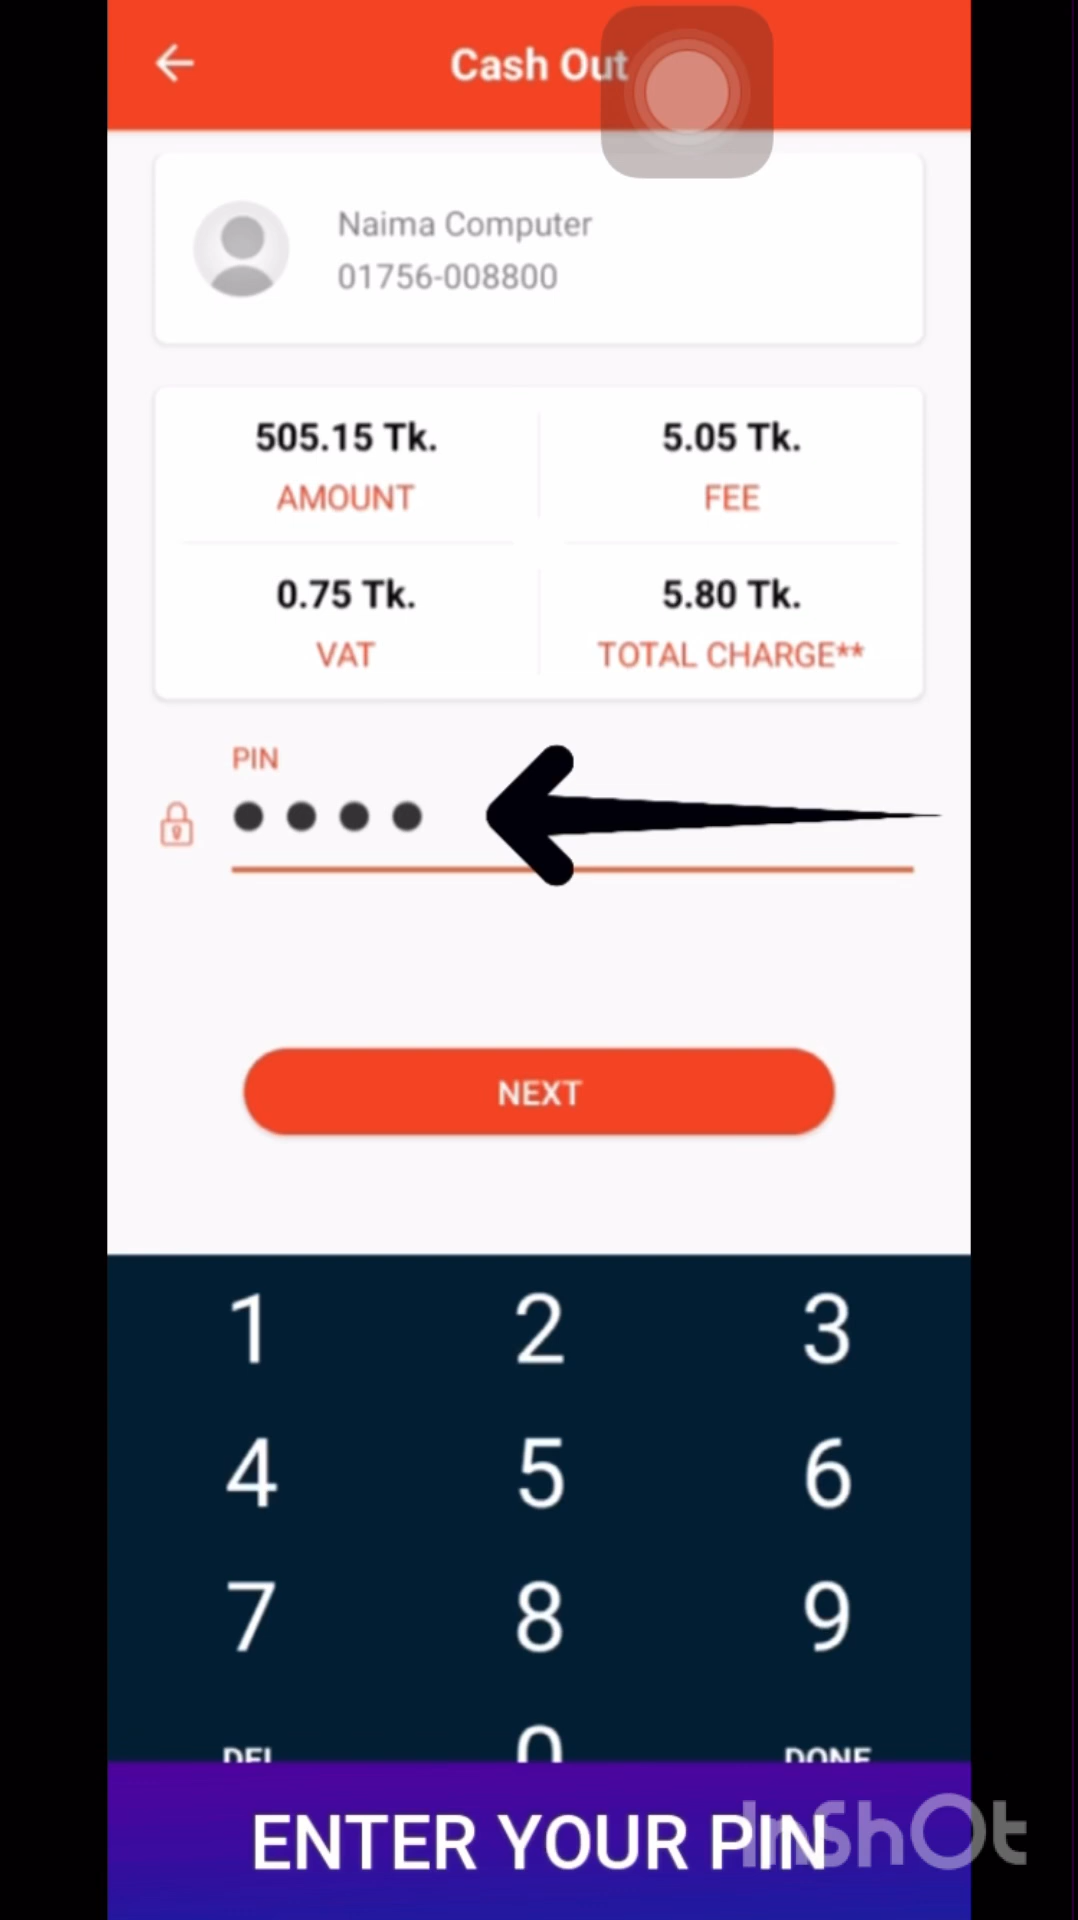 Cash Out
Naima Computer
01756-008800
505.15 Tk.
AMOUNT
5.05 Tk.
FEE
0.75 Tk.
VAT
5.80 Tk.
TOTAL CHARGE**
PIN
NEXT
1 2 3
4 5 6
7 8 9
DEL 0 DONE
ENTER YOUR PIN
InShOt